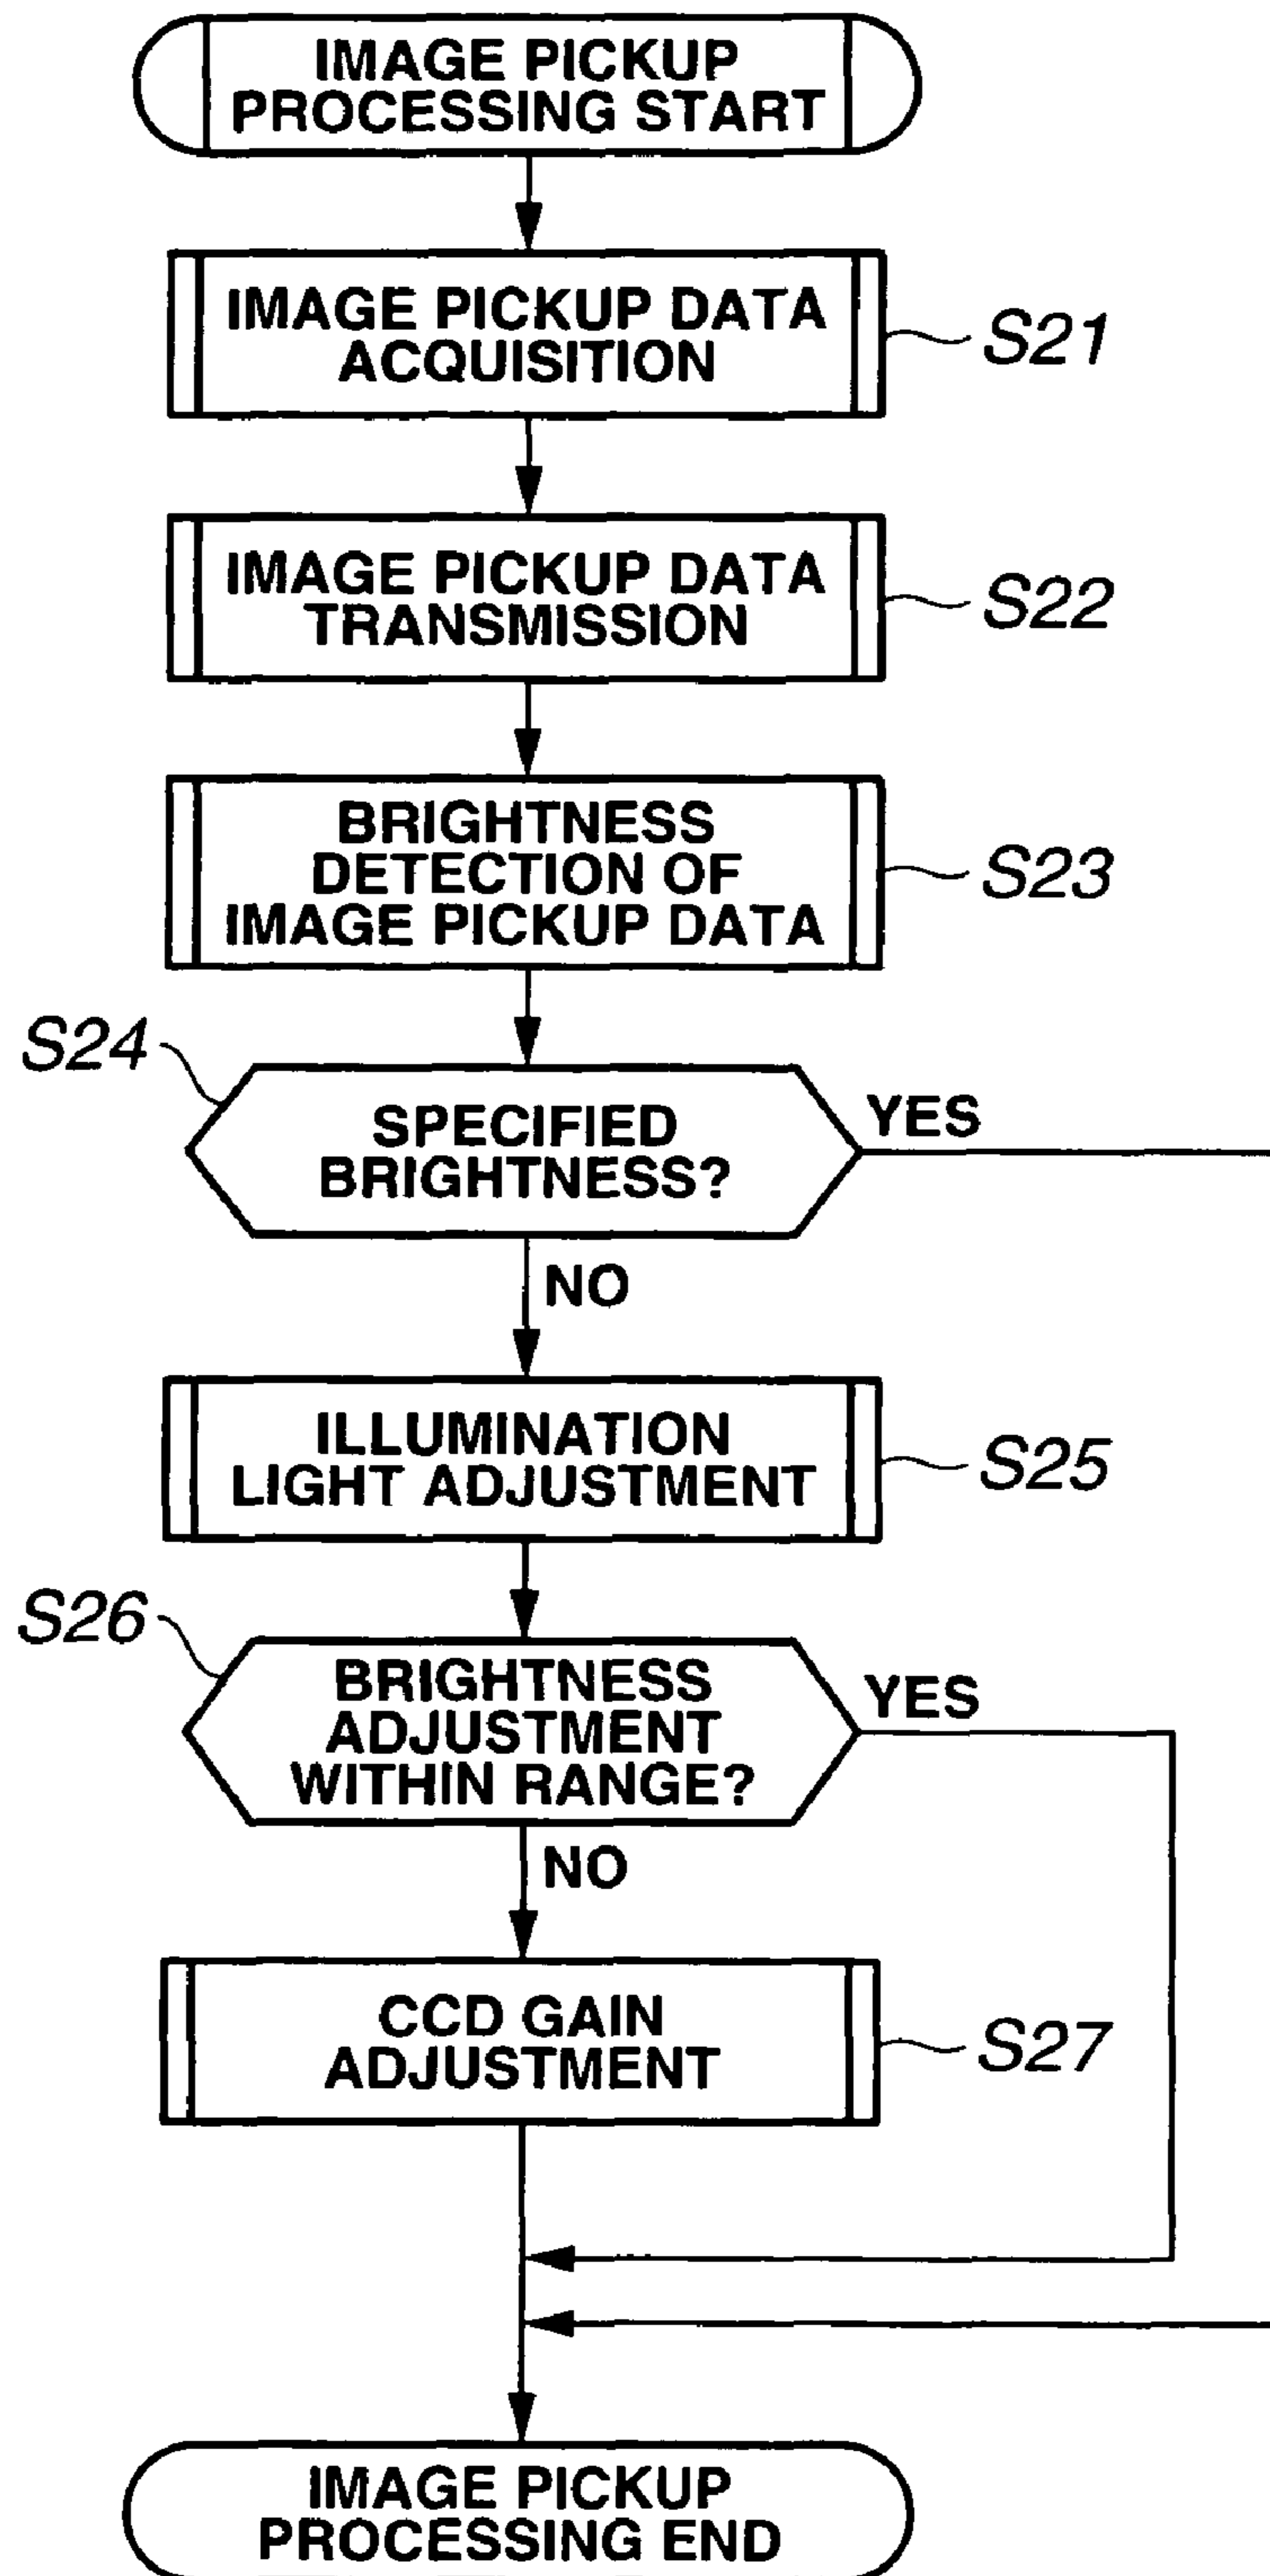 IMAGE PICKUP
PROCESSING START
IMAGE PICKUP DATA
ACQUISITION
S21
IMAGE PICKUP DATA
TRANSMISSION
S22
BRIGHTNESS
DETECTION OF
IMAGE PICKUP DATA
S23
S24
SPECIFIED
BRIGHTNESS?
YES
NO
ILLUMINATION
LIGHT ADJUSTMENT
S25
S26
BRIGHTNESS
ADJUSTMENT
WITHIN RANGE?
YES
NO
CCD GAIN
ADJUSTMENT
S27
IMAGE PICKUP
PROCESSING END